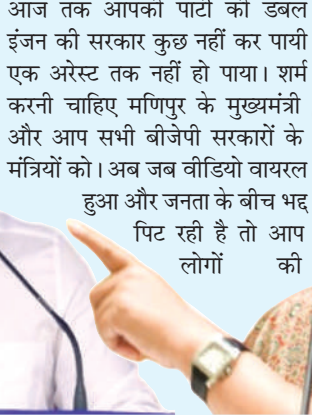 आज तक आपकी पार्टी की डबल
इंजन की सरकार कुछ नहीं कर पायी
एक अरेस्ट तक नहीं हो पाया। शर्म
करनी चाहिए मणिपुर के मुख्यमंत्री
और आप सभी बीजेपी सरकारों के
मंत्रियों को। अब जब वीडियो वायरल
हुआ और जनता के बीच भद्द
पिट रही है तो आप
लोगों की